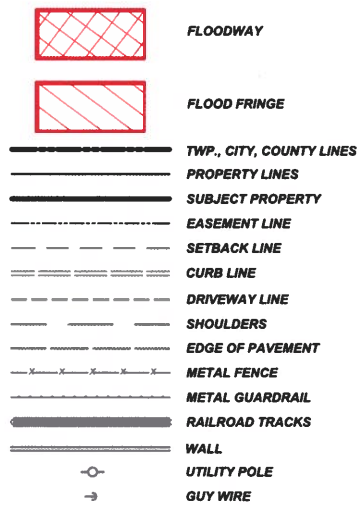 FLOODWAY
FLOOD FRINGE
TWP., CITY, COUNTY LINES
PROPERTY LINES
SUBJECT PROPERTY
EASEMENT LINE
SETBACK LINE
CURB LINE
DRIVEWAY LINE
SHOULDERS
EDGE OF PAVEMENT
METAL FENCE
METAL GUARDRAIL
RAILROAD TRACKS
WALL
UTILITY POLE
GUY WIRE